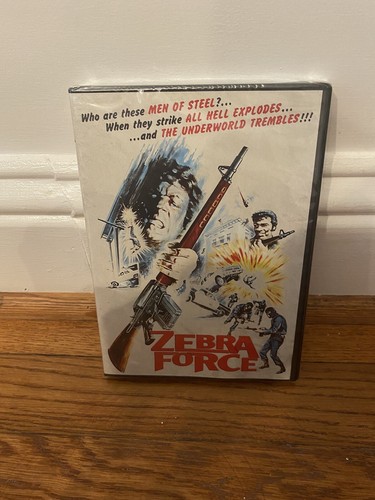 Who are these MEN OF STEEL?...
When they strike ALL HELL EXPLODES...
...and THE UNDERWORLD TREMBLES!!!
ZEBRA
FORCE